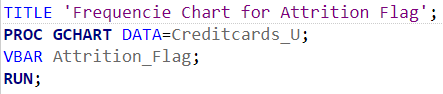 TITLE 'Frequencie Chart for Attrition Flag';
PROC GCHART DATA=Creditcards_U;
VBAR Attrition_Flag;
RUN;